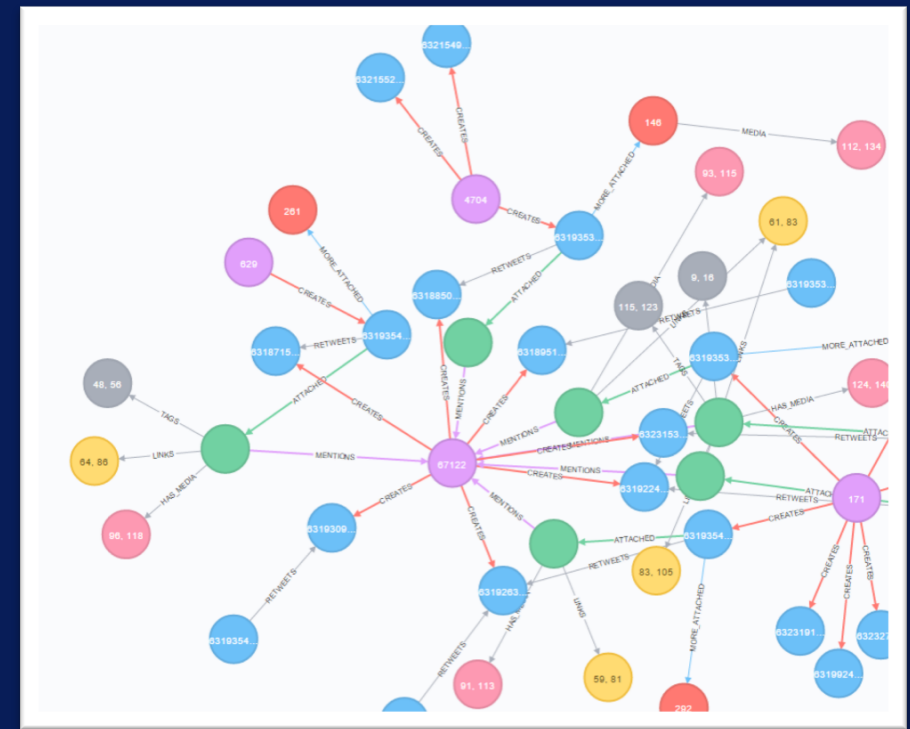 6321549...
6321552...
CREATES
CREATES
146
MEDIA
112, 134
93, 115
4704
CREATES
MORE_ATTACHED
261
61, 83
6319353...
629
MORE_ATTACHED
RETWEETS
9, 16
6319353...
CREATES
6318850...
ATTACHED
115, 123
6318715...
RETWEETS
6319354...
6318951...
6319353...
MORE_ATTACHED
48, 56
TAGS
ATTACHED
CREATES
CREATES
MENTIONS
CREATES
ATTACHED
TAGS
HAS_MEDIA
LINKS
64, 86
MENTIONS
67122
MENTIONS
CREATES
MENTIONS
6323153...
RETWEETS
HAS_MEDIA
96, 118
CREATES
MENTIONS
CREATES
MENTIONS
6319224...
RETWEETS
171
CREATES
6319309...
CREATES
ATTACHED
6319354...
CREATES
RETWEETS
6319263...
RETWEETS
83, 105
CREATES
CREATES
CREATES
6319354...
RETWEETS
LINKS
MORE_ATTACHED
6323191...
91, 113
59, 81
6319924...
292